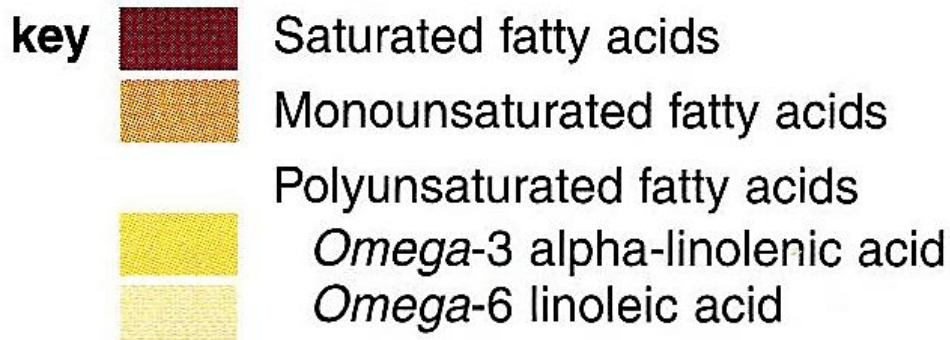 key Saturated fatty acids
Monounsaturated fatty acids
Polyunsaturated fatty acids
Omega-3 alpha-linolenic acid
Omega-6 linoleic acid